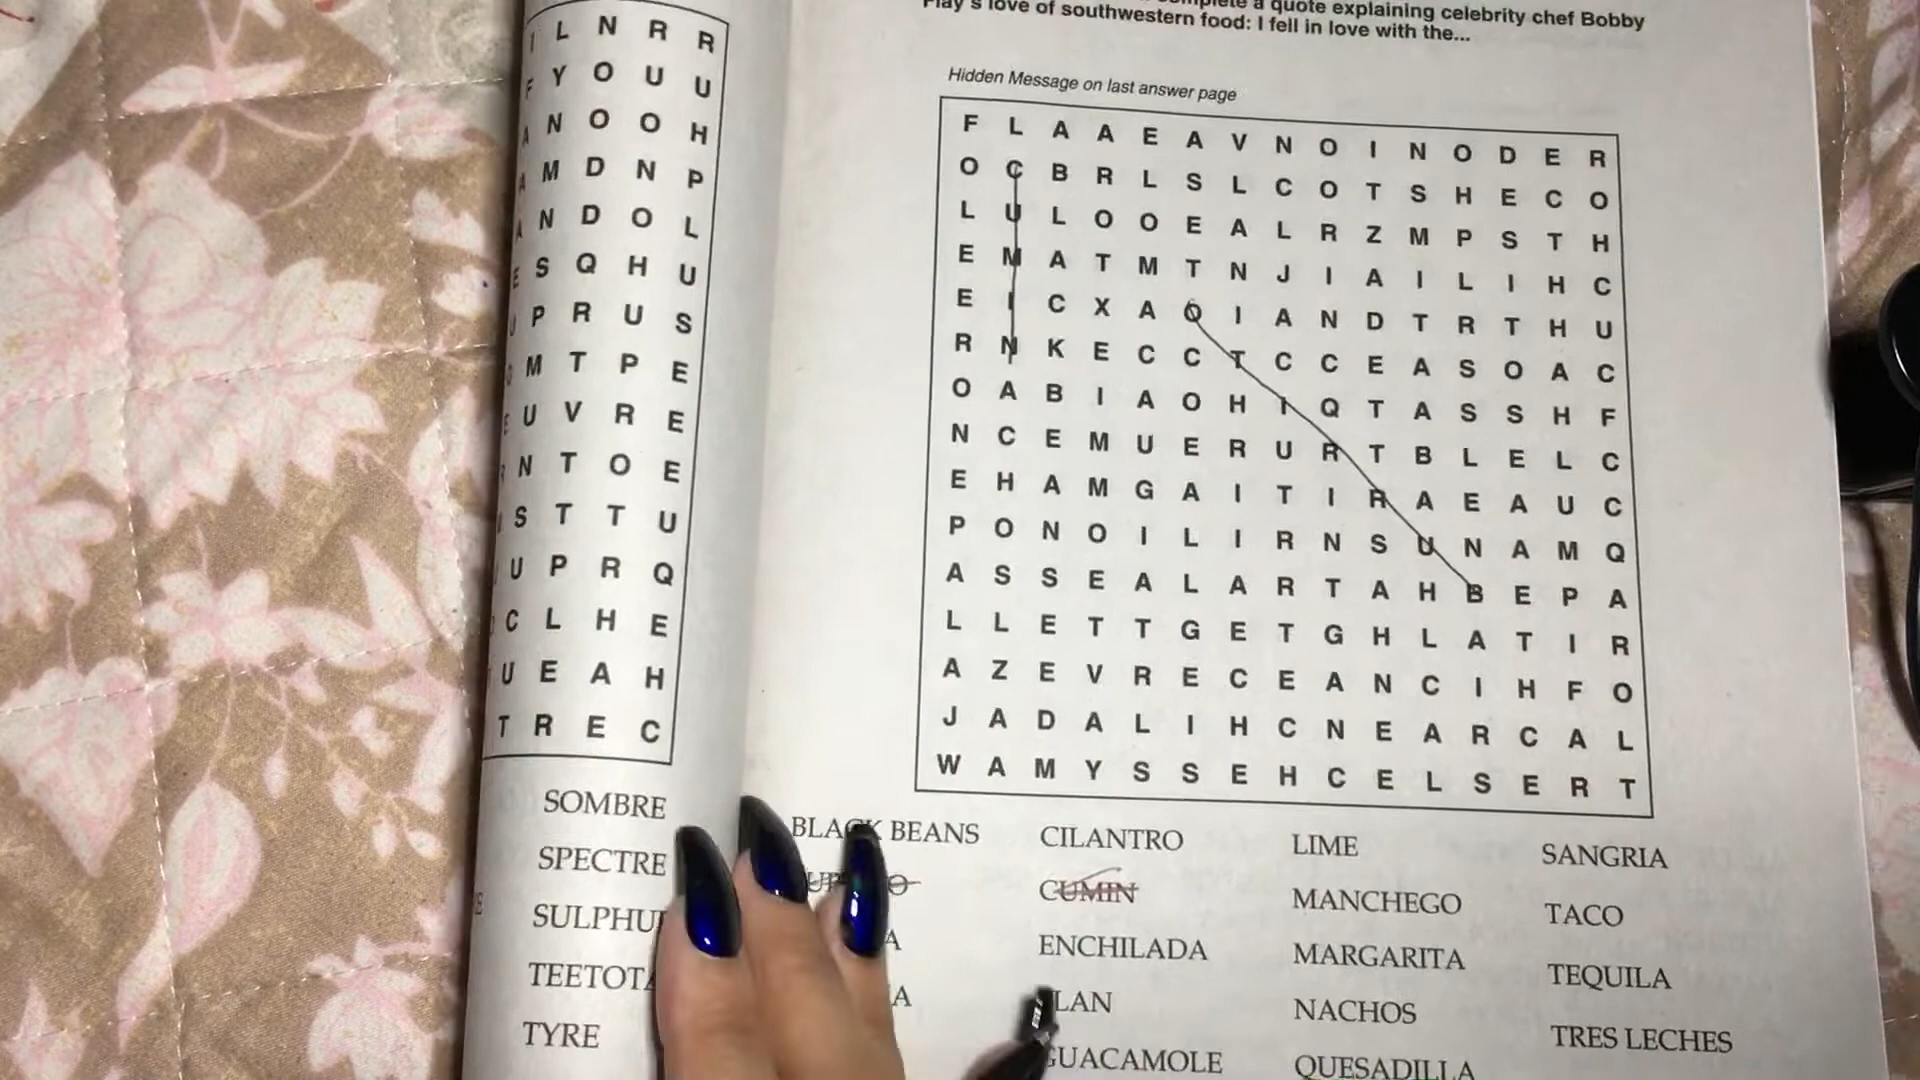 I L N R R
F Y O U U
A N O O H
A M D N P
A N D O L
E S Q H U
U P R U S
O M T P E
E U V R E
R N T O E
S T T U
U P R Q
C L H E
U E A H
T R E C
SOMBRE
SPECTRE
SULPHU
TEETOTA
TYRE
complete a quote explaining celebrity chef Bobby
Flay's love of southwestern food: I fell in love with the...
Hidden Message on last answer page
F L A A E A V N O I N O D E R
O C B R L S L C O T S H E C O
L U L O O E A L R Z M P S T H
E M A T M T N J I A I L I H C
E I C X A O I A N D T R T H U
R N K E C C T C C E A S O A C
O A B I A O H I Q T A S S H F
N C E M U E R U R T B L E L C
E H A M G A I T I R A E A U C
P O N O I L I R N S U N A M Q
A S S E A L A R T A H B E P A
L L E T T G E T G H L A T I R
A Z E V R E C E A N C I H F O
J A D A L I H C N E A R C A L
W A M Y S S E H C E L S E R T
BLACK BEANS CILANTRO LIME SANGRIA
CUMIN MANCHEGO TACO
A ENCHILADA MARGARITA TEQUILA
A FLAN NACHOS TRES LECHES
GUACAMOLE QUESADILLA